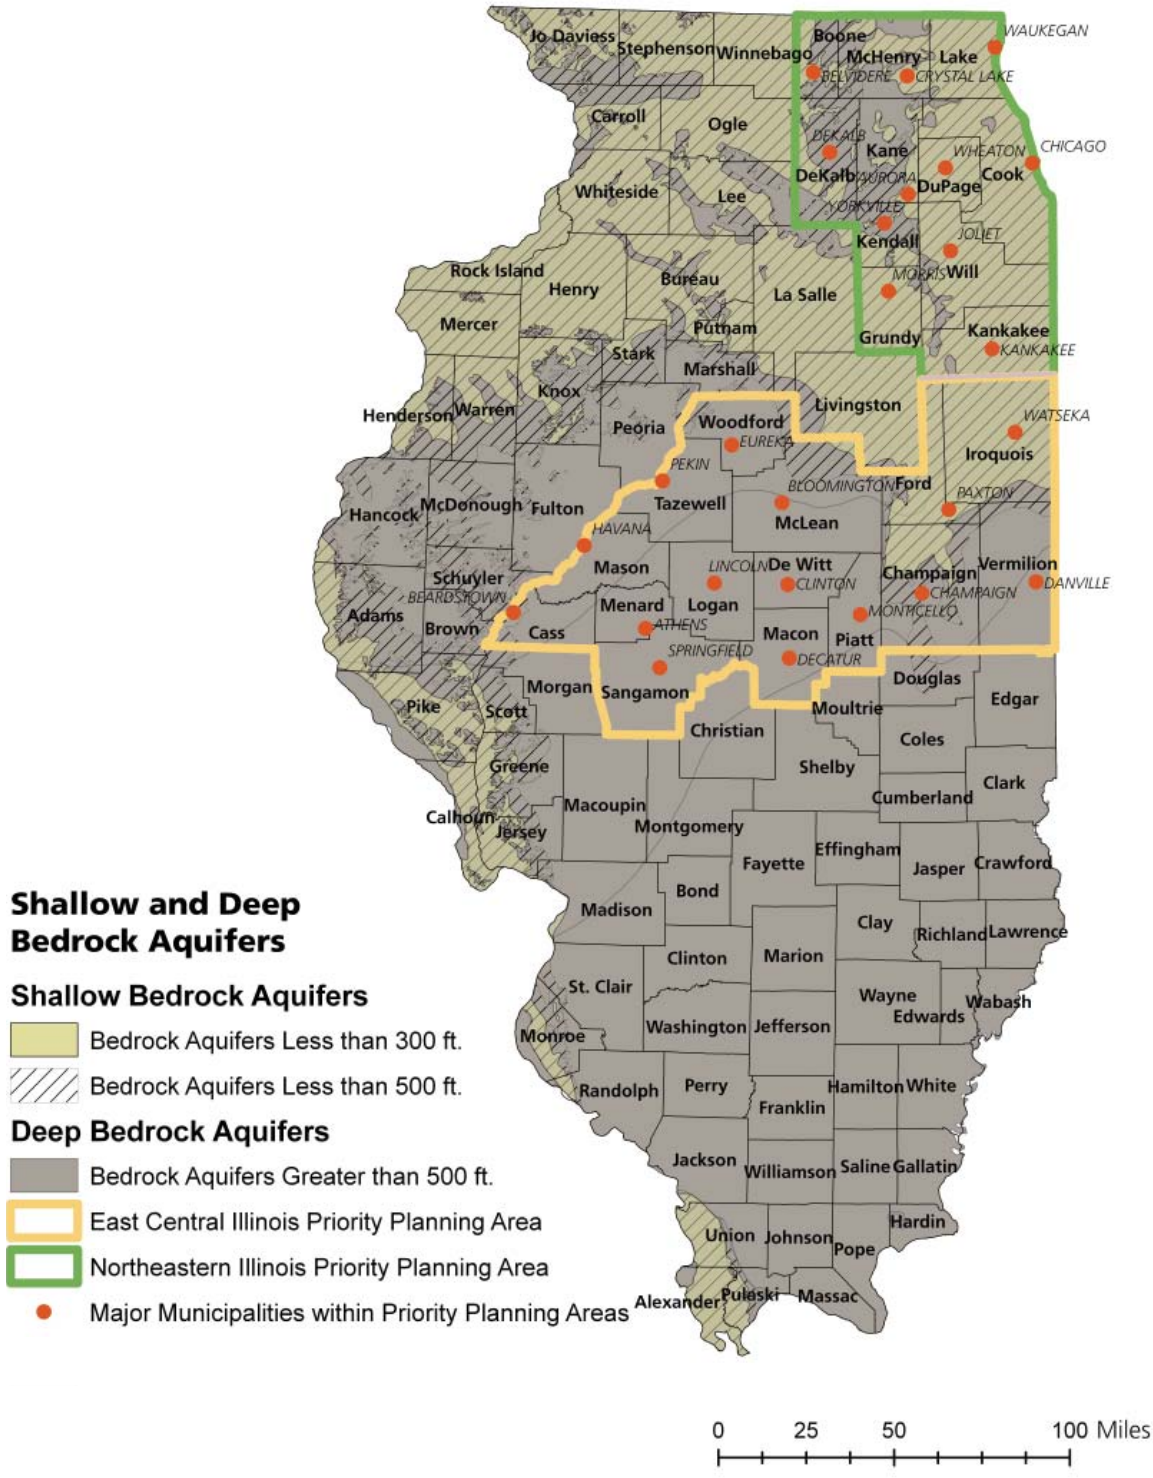 WAUKEGAN
Jo Daviess
Stephenson
Winnebago
Boone
McHenry
Lake
BELVIDERE
CRYSTAL LAKE
Carroll
Ogle
DEKALB
Kane
WHEATON
CHICAGO
Whiteside
Lee
DeKalb
AURORA
DuPage
Cook
YORKVILLE
Kendall
JOLIET
Rock Island
Henry
Bureau
La Salle
MORRIS
Will
Mercer
Putnam
Grundy
Kankakee
KANKAKEE
Stark
Marshall
Knox
Henderson
Warren
Peoria
Woodford
Livingston
WATSEKA
EUREKA
Iroquois
PEKIN
Hancock
McDonough
Fulton
Tazewell
BLOOMINGTON
Ford
PAXTON
McLean
HAVANA
Mason
LINCOLN
De Witt
CLINTON
Champaign
CHAMPAIGN
Vermilion
DANVILLE
Schuyler
BEARDSTOWN
Adams
Brown
Cass
Menard
ATHENS
Logan
MONTICELLO
Macon
Piatt
SPRINGFIELD
DECATUR
Morgan
Sangamon
Douglas
Edgar
Pike
Scott
Christian
Moultrie
Coles
Greene
Shelby
Clark
Cumberland
Calhoun
Jersey
Macoupin
Montgomery
Fayette
Effingham
Jasper
Crawford
Bond
Madison
Clay
Richland
Lawrence
Clinton
Marion
St. Clair
Wayne
Edwards
Wabash
Monroe
Washington
Jefferson
Randolph
Perry
Hamilton
White
Franklin
Jackson
Williamson
Saline
Gallatin
Union
Johnson
Pope
Hardin
Alexander
Pulaski
Massac
Shallow and Deep
Bedrock Aquifers
Shallow Bedrock Aquifers
Bedrock Aquifers Less than 300 ft.
Bedrock Aquifers Less than 500 ft.
Deep Bedrock Aquifers
Bedrock Aquifers Greater than 500 ft.
East Central Illinois Priority Planning Area
Northeastern Illinois Priority Planning Area
Major Municipalities within Priority Planning Areas
0 25 50 100 Miles